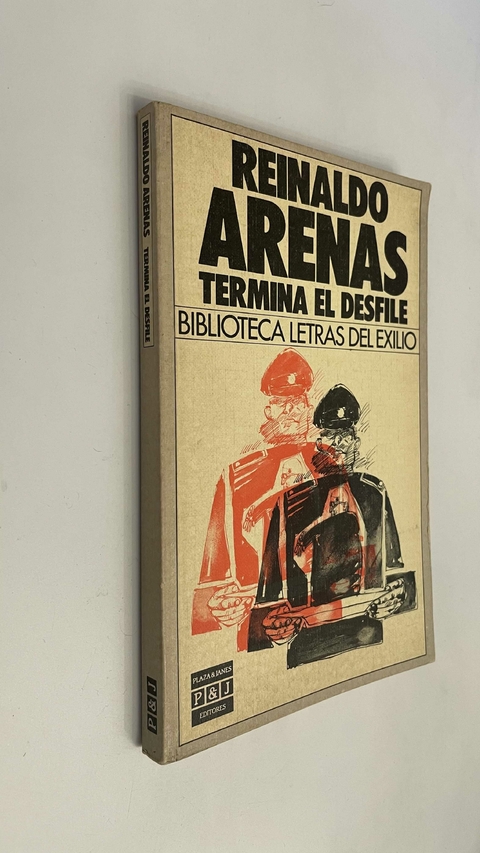 REINALDO ARENAS TERMINA EL DESFILE
P&J
REINALDO
ARENAS
TERMINA EL DESFILE
BIBLIOTECA LETRAS DEL EXILIO
PLAZA & JANES
P&J
EDITORES